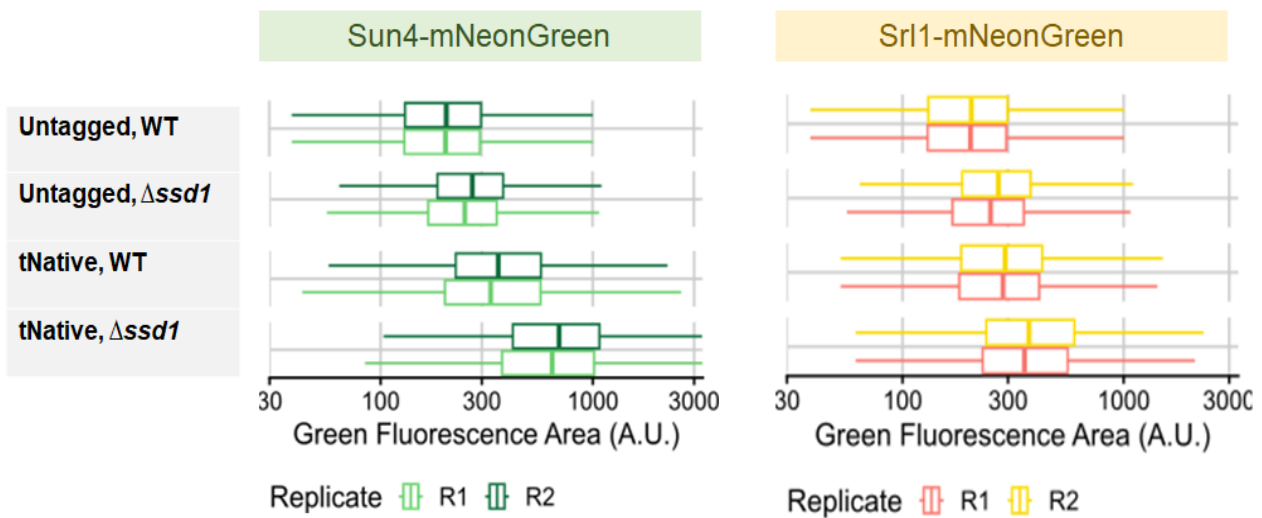 Sun4-mNeonGreen
Srl1-mNeonGreen
Untagged, WT
Untagged, Δssd1
tNative, WT
tNative, Δssd1
30 100 300 1000 3000
30 100 300 1000 3000
Green Fluorescence Area (A.U.)
Green Fluorescence Area (A.U.)
Replicate R1 R2
Replicate R1 R2